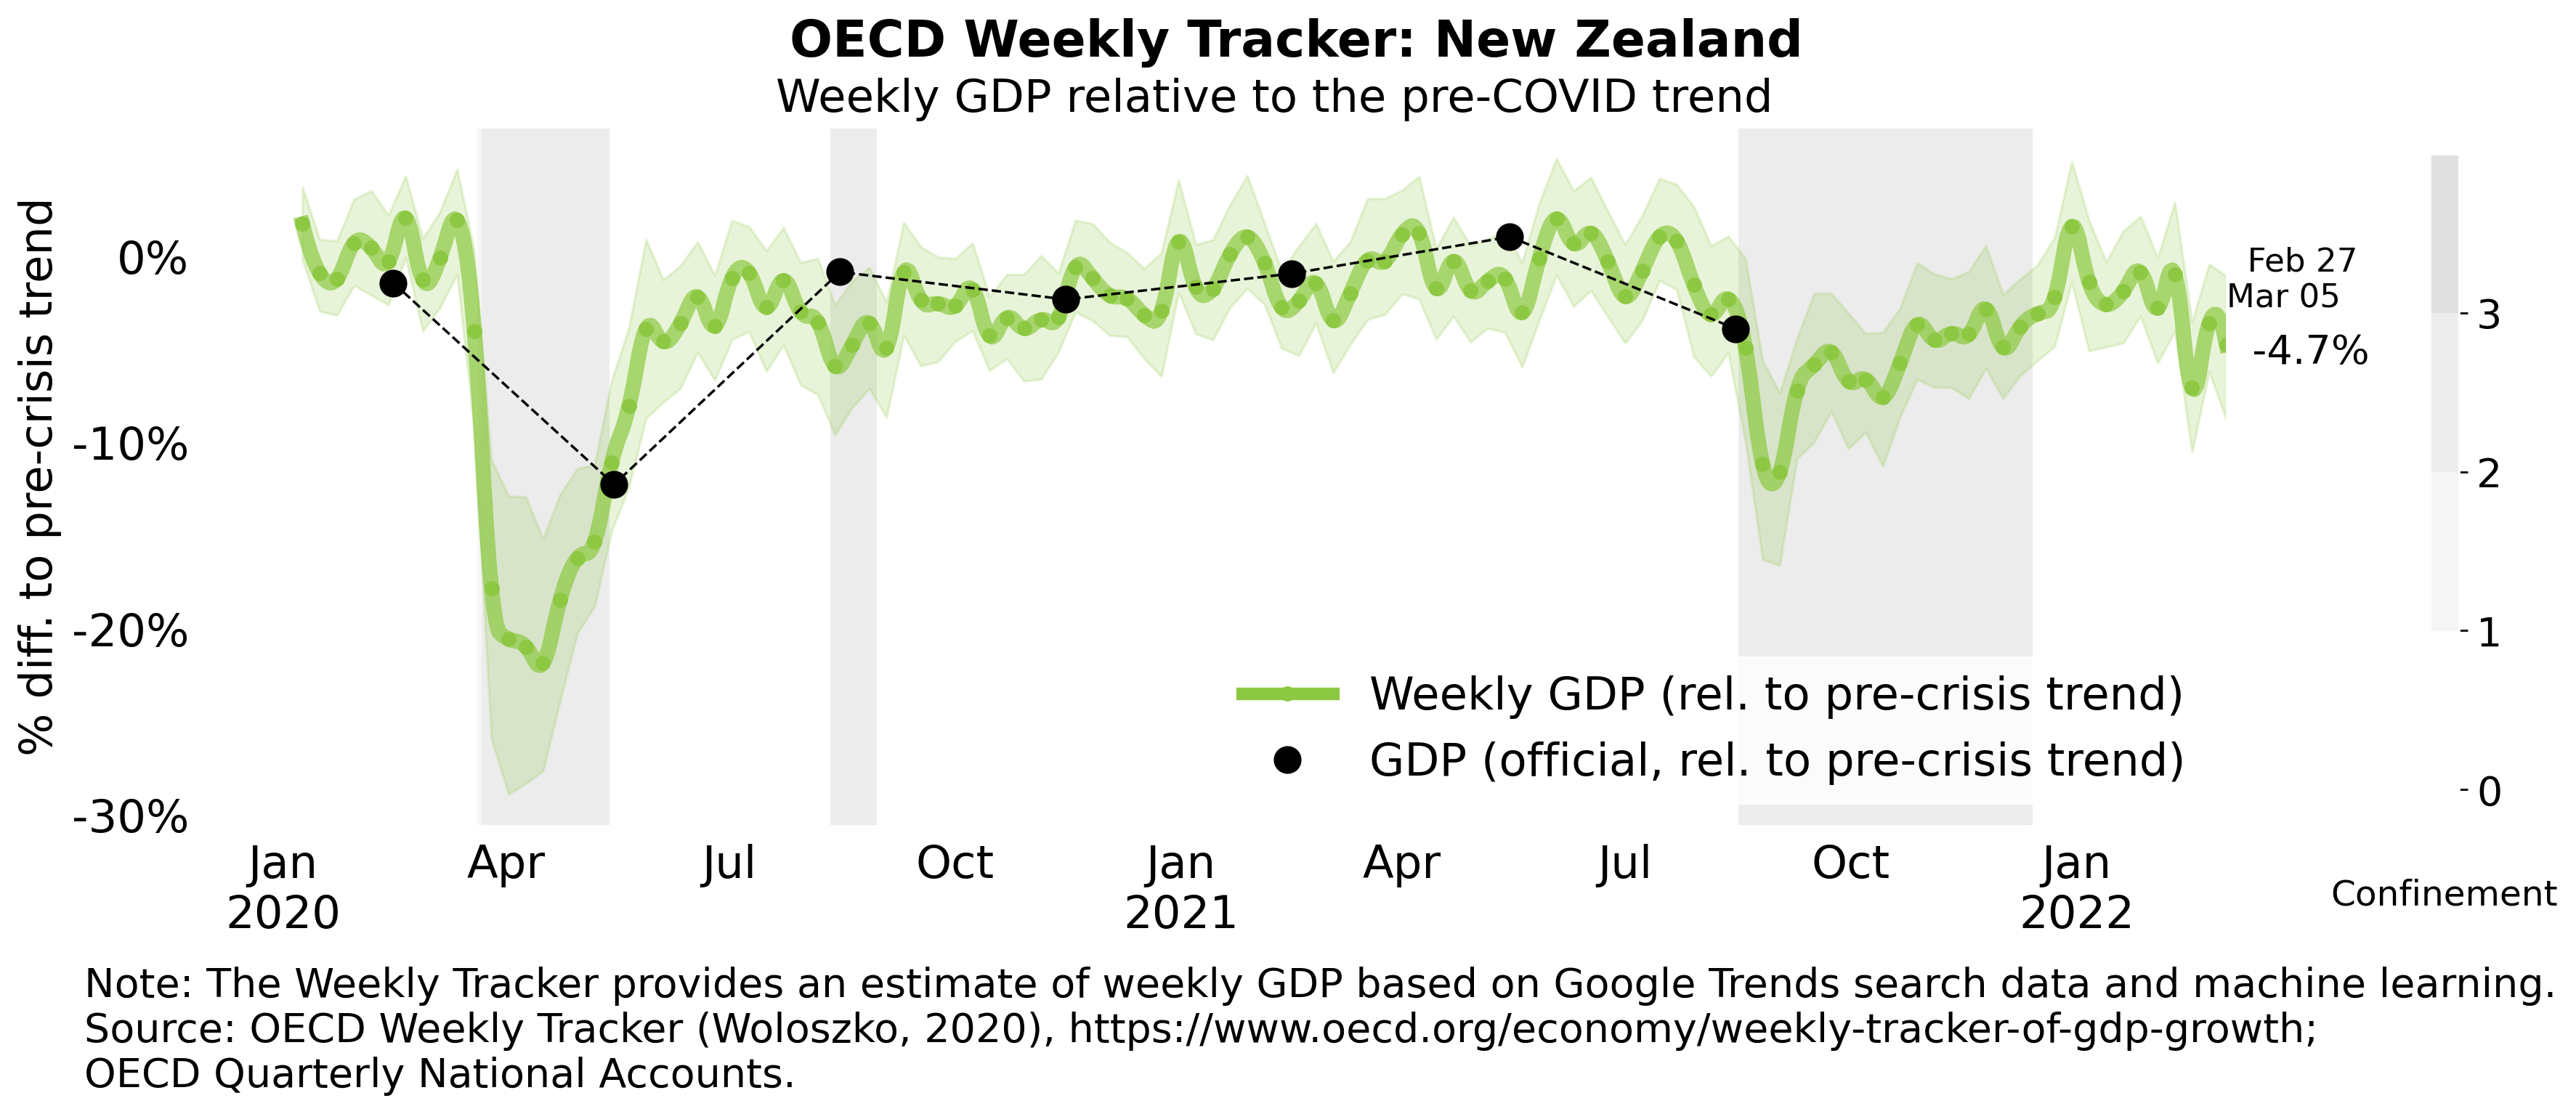 OECD Weekly Tracker: New Zealand
Weekly GDP relative to the pre-COVID trend
% diff. to pre-crisis trend
0%
-10%
-20%
-30%
Feb 27
Mar 05
-4.7%
3
2
1
0
Weekly GDP (rel. to pre-crisis trend)
GDP (official, rel. to pre-crisis trend)
Jan Apr Jul Oct Jan Apr Jul Oct Jan
2020 2021 2022
Confinement
Note: The Weekly Tracker provides an estimate of weekly GDP based on Google Trends search data and machine learning.
Source: OECD Weekly Tracker (Woloszko, 2020), https://www.oecd.org/economy/weekly-tracker-of-gdp-growth;
OECD Quarterly National Accounts.